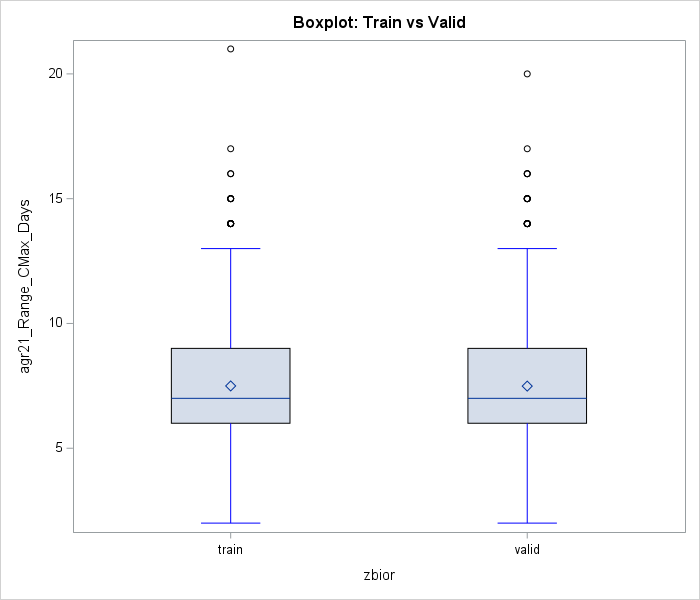 Boxplot: Train vs Valid
agr21_Range_CMax_Days
20
15
10
5
train
valid
zbior